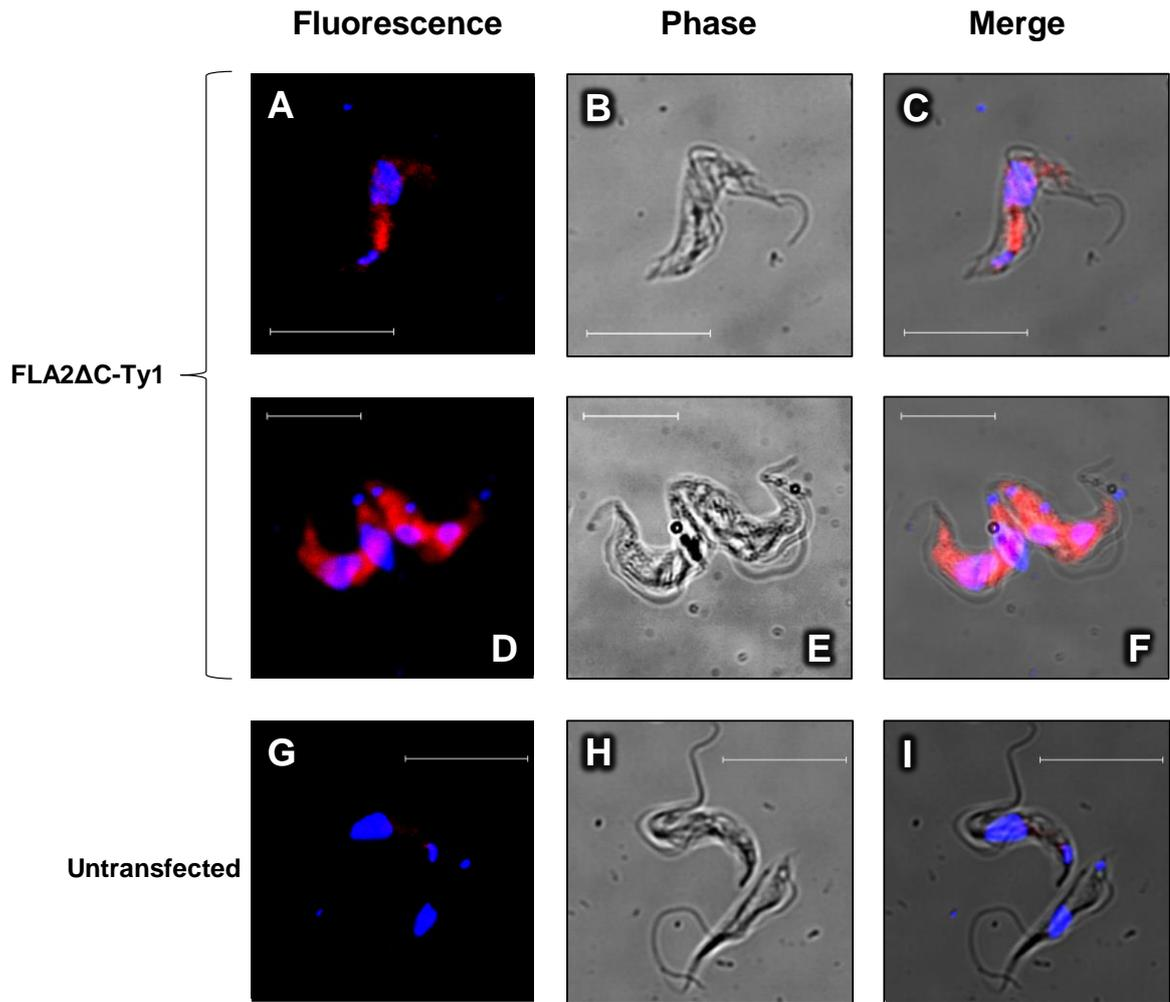 Fluorescence Phase Merge
A B C
FLA2ΔC-Ty1
D E F
G H I
Untransfected